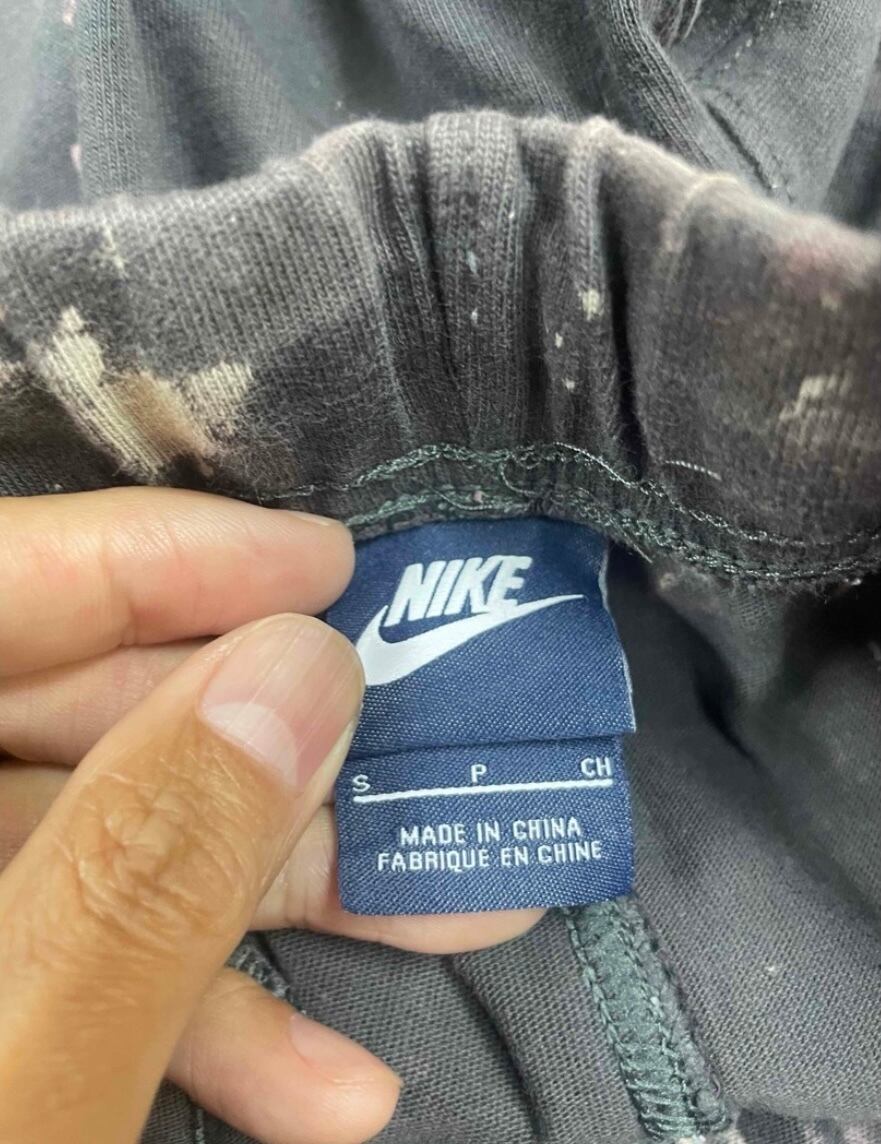 NIKE
S P CH
MADE IN CHINA
FABRIQUE EN CHINE